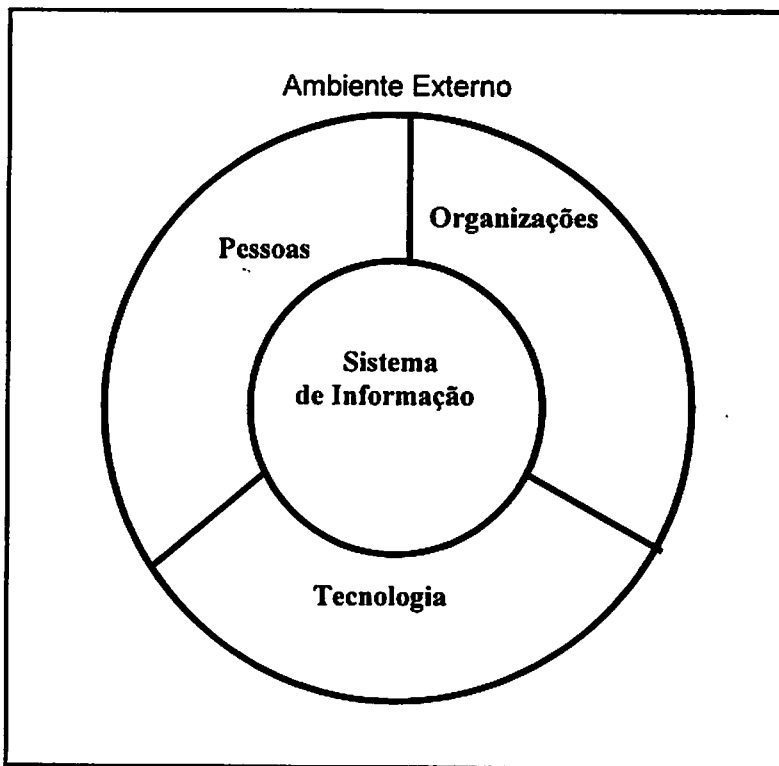 Ambiente Externo
Organizações
Pessoas
Sistema
de Informação
Tecnologia